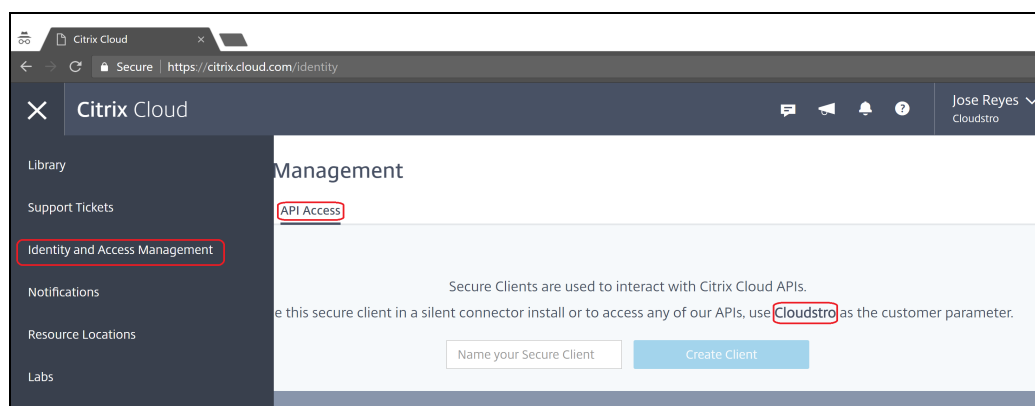 Citrix Cloud ×
Secure | https://citrix.cloud.com/identity
Citrix Cloud
Jose Reyes
Cloudstro
Library
Support Tickets
Identity and Access Management
Notifications
Resource Locations
Labs
Management
API Access
Secure Clients are used to interact with Citrix Cloud APIs.
e this secure client in a silent connector install or to access any of our APIs, use Cloudstro as the customer parameter.
Name your Secure Client
Create Client